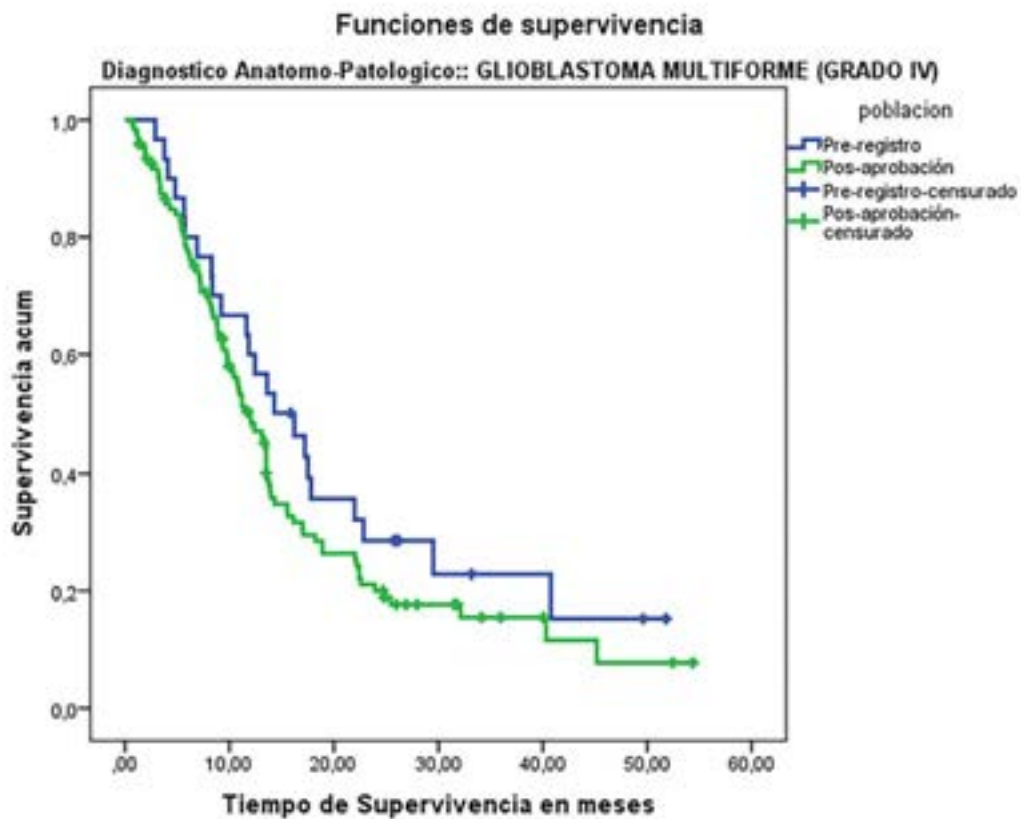 Funciones de supervivencia
Diagnostico Anatomo-Patologico:: GLIOBLASTOMA MULTIFORME (GRADO IV)
poblacion
Pre-registro
Pos-aprobación
Pre-registro-censurado
Pos-aprobación-
censurado
Supervivencia acum
1,0
0,8
0,6
0,4
0,2
0,0
,00 10,00 20,00 30,00 40,00 50,00 60,00
Tiempo de Supervivencia en meses